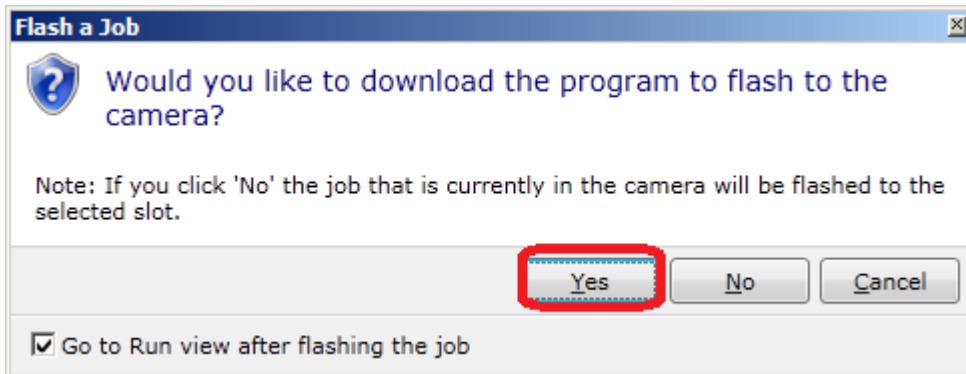 Flash a Job
Would you like to download the program to flash to the
camera?
Note: If you click 'No' the job that is currently in the camera will be flashed to the
selected slot.
Yes No Cancel
Go to Run view after flashing the job